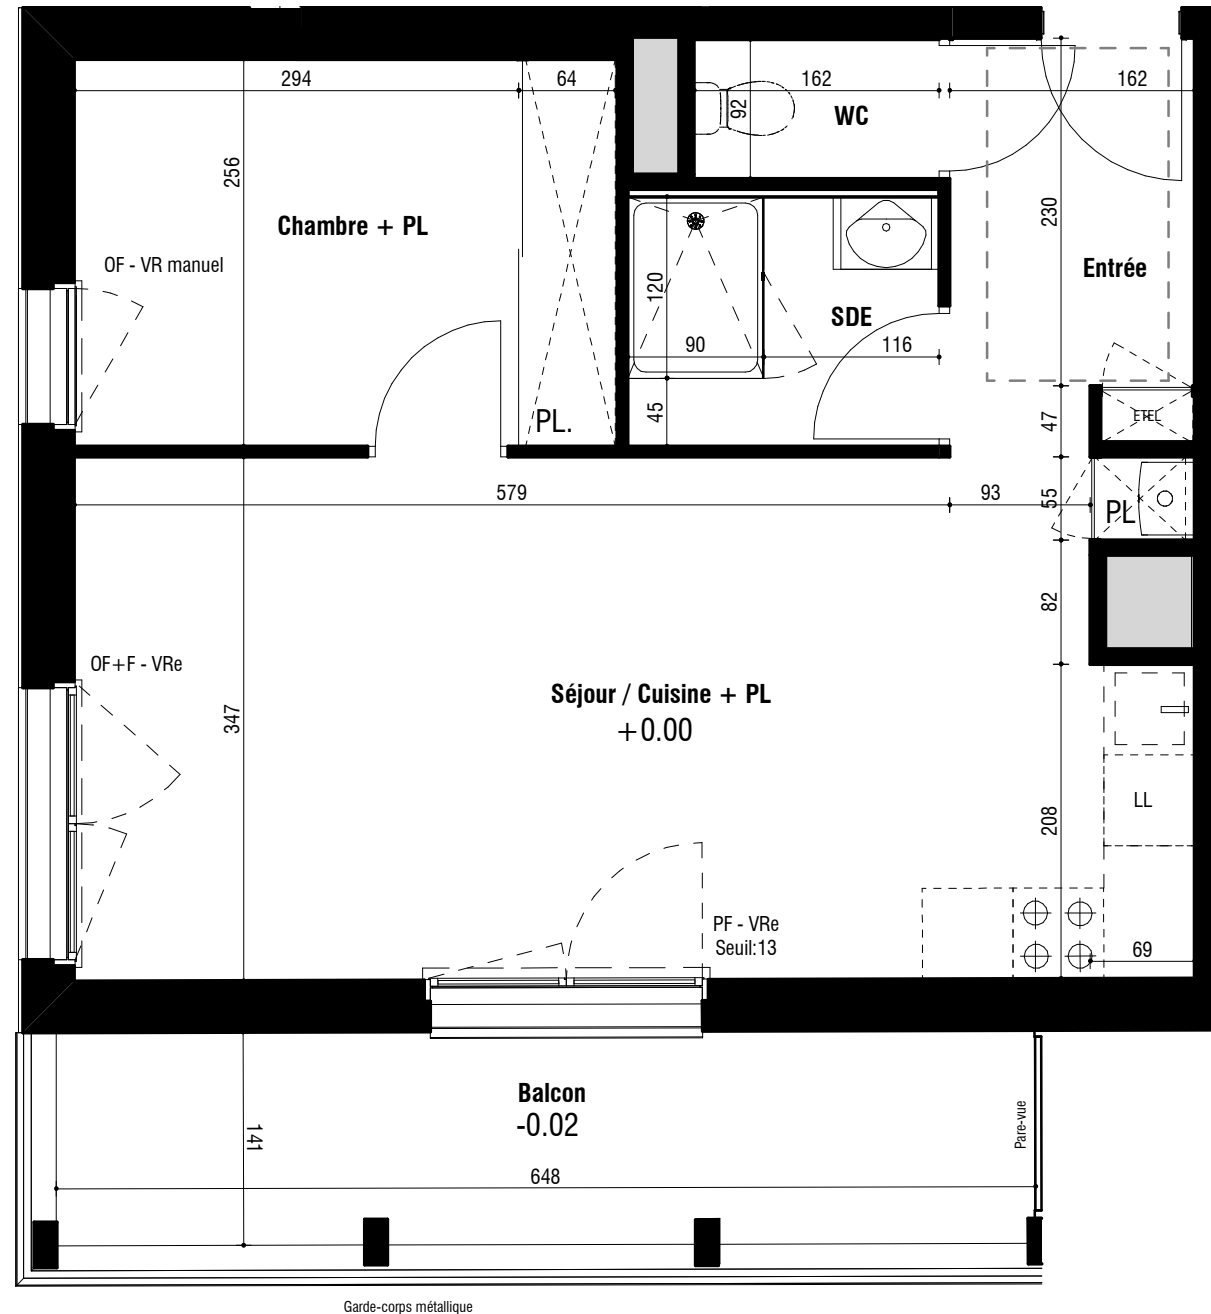 294
64
162
162
92
WC
256
230
Chambre + PL
OF - VR manuel
Entrée
120
SDE
90
116
PL.
45
47
ETEL
579
93
55
PL
82
OF+F - VRe
347
Séjour / Cuisine + PL
+0.00
LL
208
PF - VRe
Seuil:13
69
Balcon
-0.02
141
Pare-vue
648
Garde-corps métallique